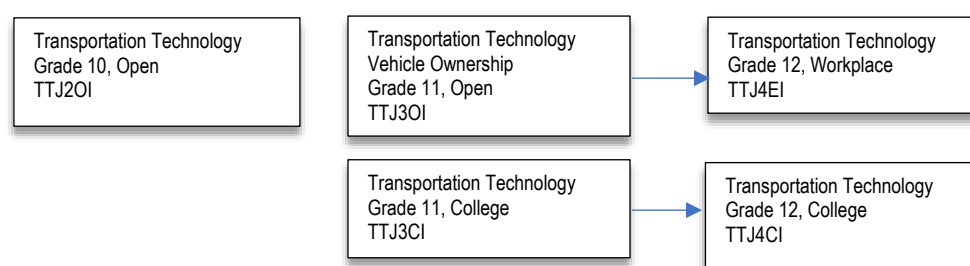 Transportation Technology
Grade 10, Open
TTJ2OI
Transportation Technology
Vehicle Ownership
Grade 11, Open
TTJ3OI
Transportation Technology
Grade 12, Workplace
TTJ4EI
Transportation Technology
Grade 11, College
TTJ3CI
Transportation Technology
Grade 12, College
TTJ4CI